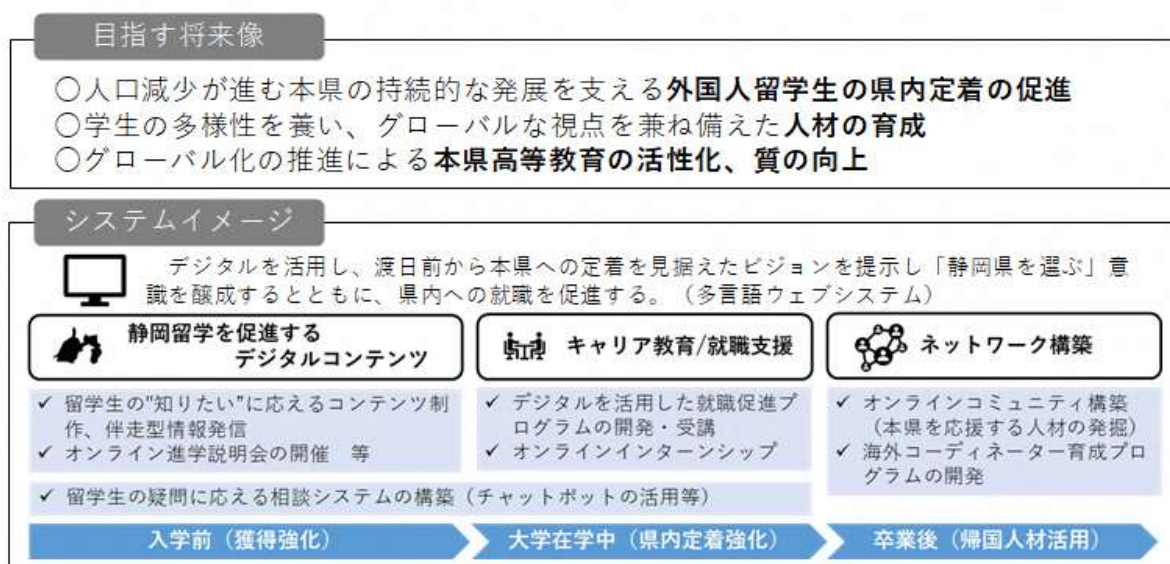 目指す将来像
○人口減少が進む本県の持続的な発展を支える外国人留学生の県内定着の促進
○学生の多様性を養い、グローバルな視点を兼ね備えた人材の育成
○グローバル化の推進による本県高等教育の活性化、質の向上
システムイメージ
デジタルを活用し、渡日前から本県への定着を見据えたビジョンを提示し「静岡県を選ぶ」意
識を醸成するとともに、県内への就職を促進する。（多言語ウェブシステム）
静岡留学を促進する
デジタルコンテンツ
✓ 留学生の"知りたい"に応えるコンテンツ制
作、伴走型情報発信
✓ オンライン進学説明会の開催　等
キャリア教育/就職支援
✓ デジタルを活用した就職促進プ
ログラムの開発・受講
✓ オンラインインターンシップ
ネットワーク構築
✓ オンラインコミュニティ構築
（本県を応援する人材の発掘）
✓ 海外コーディネーター育成プロ
グラムの開発
✓ 留学生の疑問に応える相談システムの構築（チャットボットの活用等）
入学前（獲得強化）
大学在学中（県内定着強化）
卒業後（帰国人材活用）